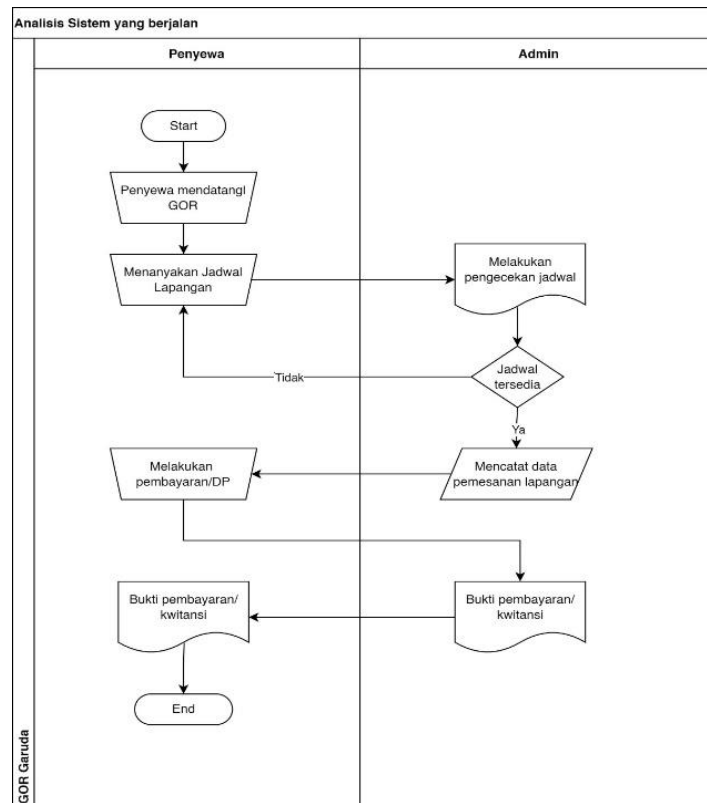 Analisis Sistem yang berjalan
Penyewa
Admin
Start
Penyewa mendatangI
GOR
Menanyakan Jadwal
Lapangan
Melakukan
pengecekan jadwal
Jadwal
tersedia
Tidak
Ya
Melakukan
pembayaran/DP
Mencatat data
pemesanan lapangan
Bukti pembayaran/
kwitansi
Bukti pembayaran/
kwitansi
End
GOR Garuda